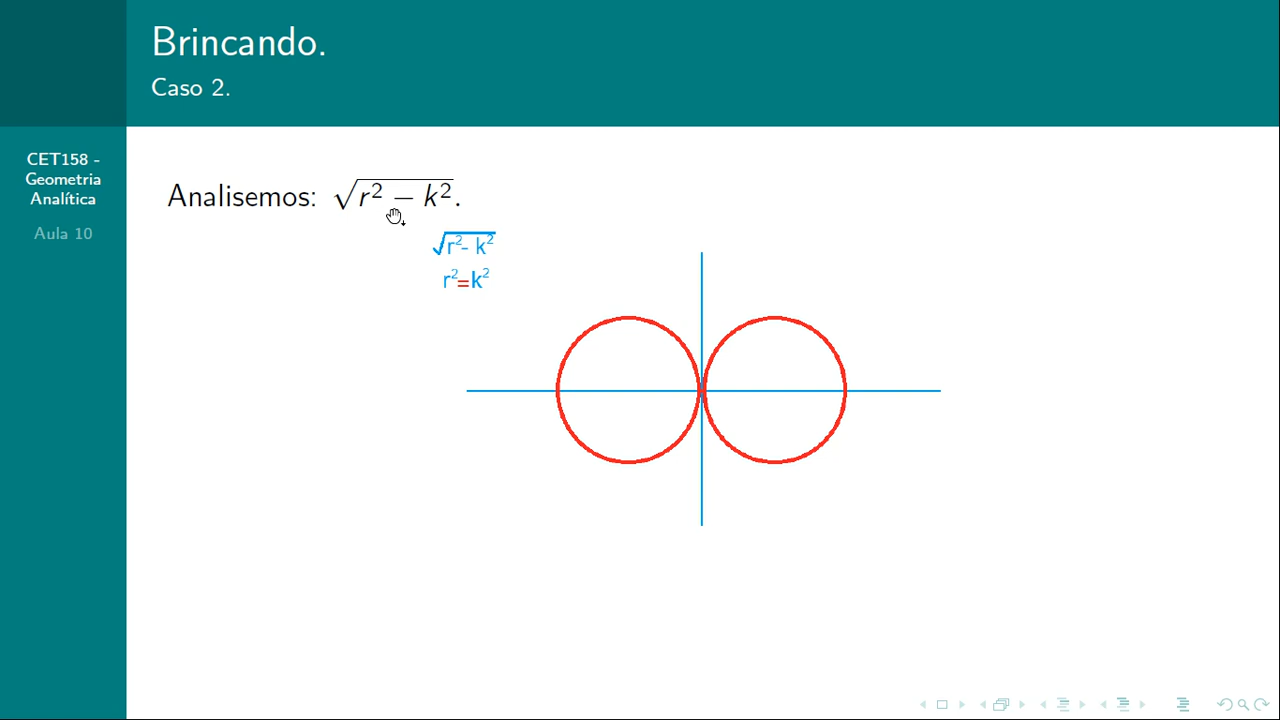 Brincando.
Caso 2.
CET158 -
Geometria
Analítica
Aula 10
Analisemos: √r² − k².
√r²- k²
r²=k²